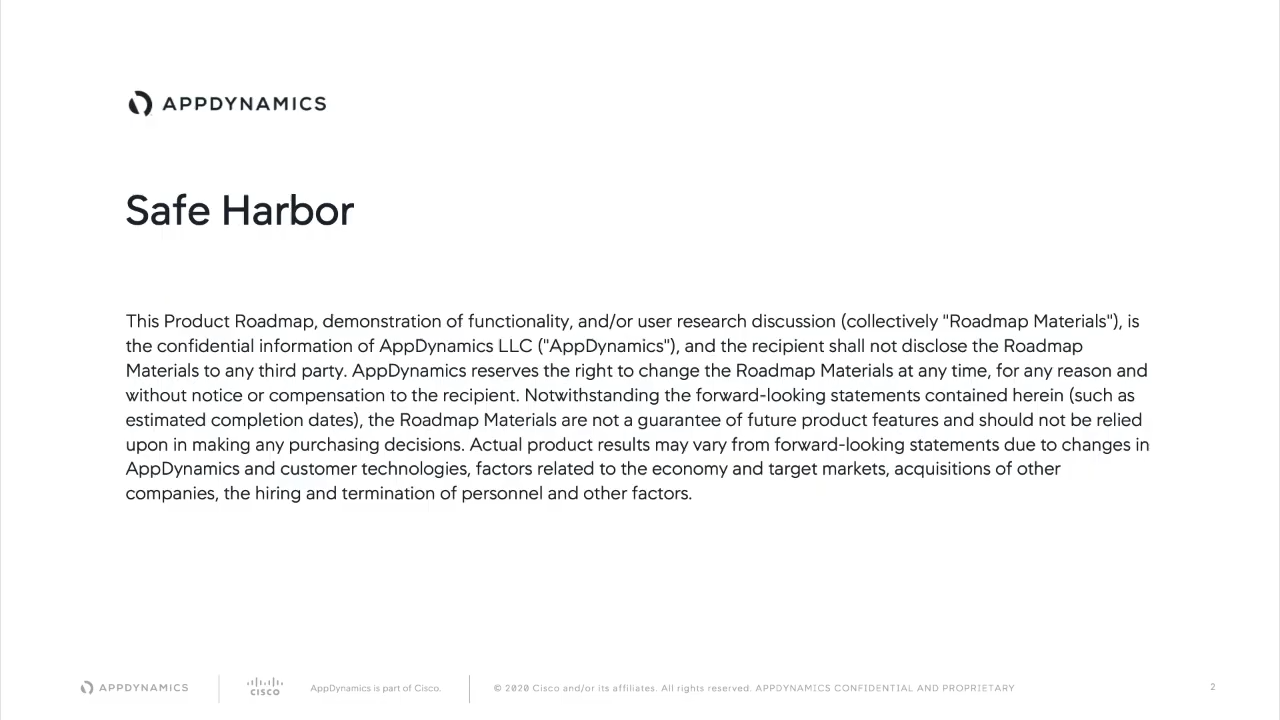 APPDYNAMICS
Safe Harbor
This Product Roadmap, demonstration of functionality, and/or user research discussion (collectively "Roadmap Materials"), is
the confidential information of AppDynamics LLC ("AppDynamics"), and the recipient shall not disclose the Roadmap
Materials to any third party. AppDynamics reserves the right to change the Roadmap Materials at any time, for any reason and
without notice or compensation to the recipient. Notwithstanding the forward-looking statements contained herein (such as
estimated completion dates), the Roadmap Materials are not a guarantee of future product features and should not be relied
upon in making any purchasing decisions. Actual product results may vary from forward-looking statements due to changes in
AppDynamics and customer technologies, factors related to the economy and target markets, acquisitions of other
companies, the hiring and termination of personnel and other factors.
APPDYNAMICS CISCO AppDynamics is part of Cisco. © 2020 Cisco and/or its affiliates. All rights reserved. APPDYNAMICS CONFIDENTIAL AND PROPRIETARY 2